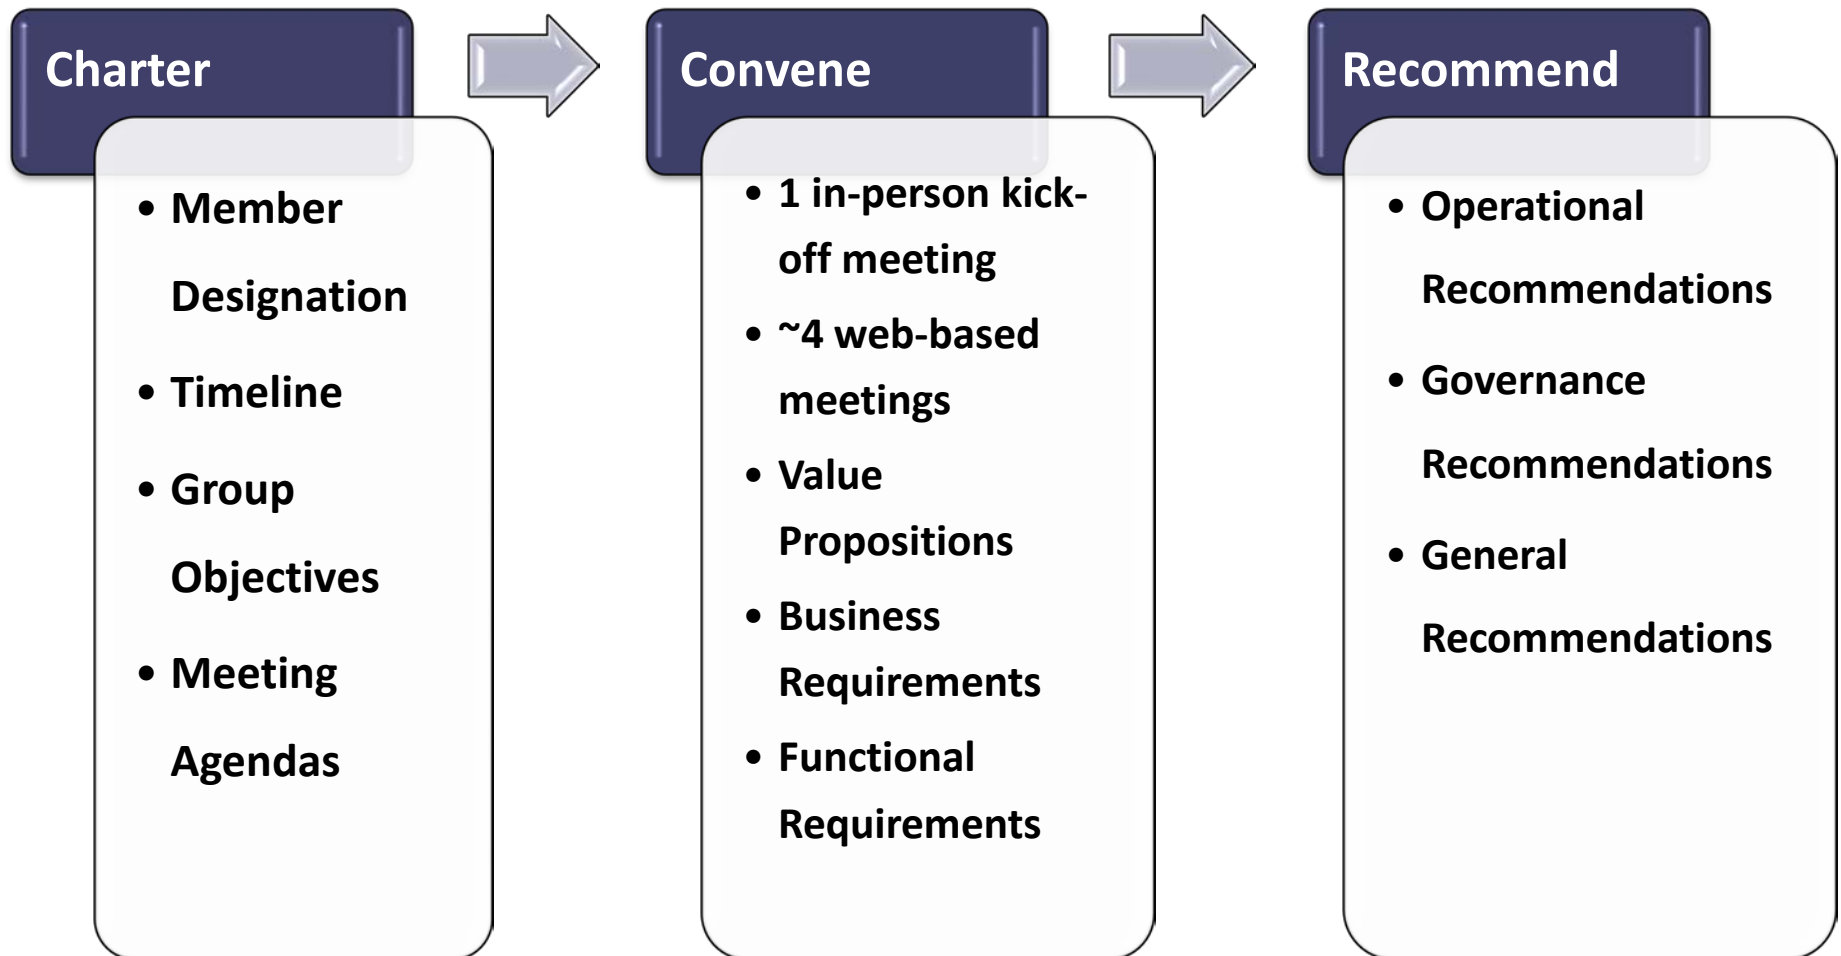 Charter
• Member
Designation
• Timeline
• Group
Objectives
• Meeting
Agendas
Convene
• 1 in-person kick-
off meeting
• ~4 web-based
meetings
• Value
Propositions
• Business
Requirements
• Functional
Requirements
Recommend
• Operational
Recommendations
• Governance
Recommendations
• General
Recommendations